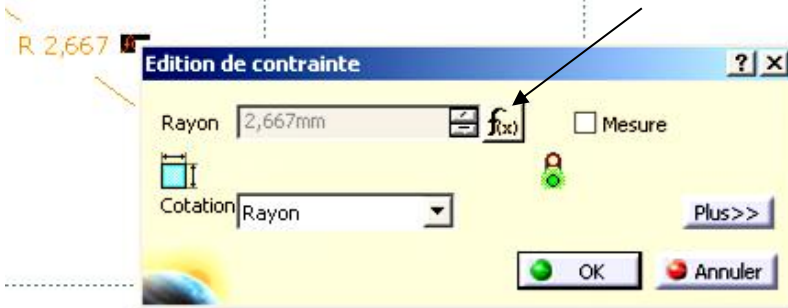 R 2,667
Edition de contrainte
Rayon 2,667mm f(x) Mesure
Cotation Rayon Plus>>
OK Annuler